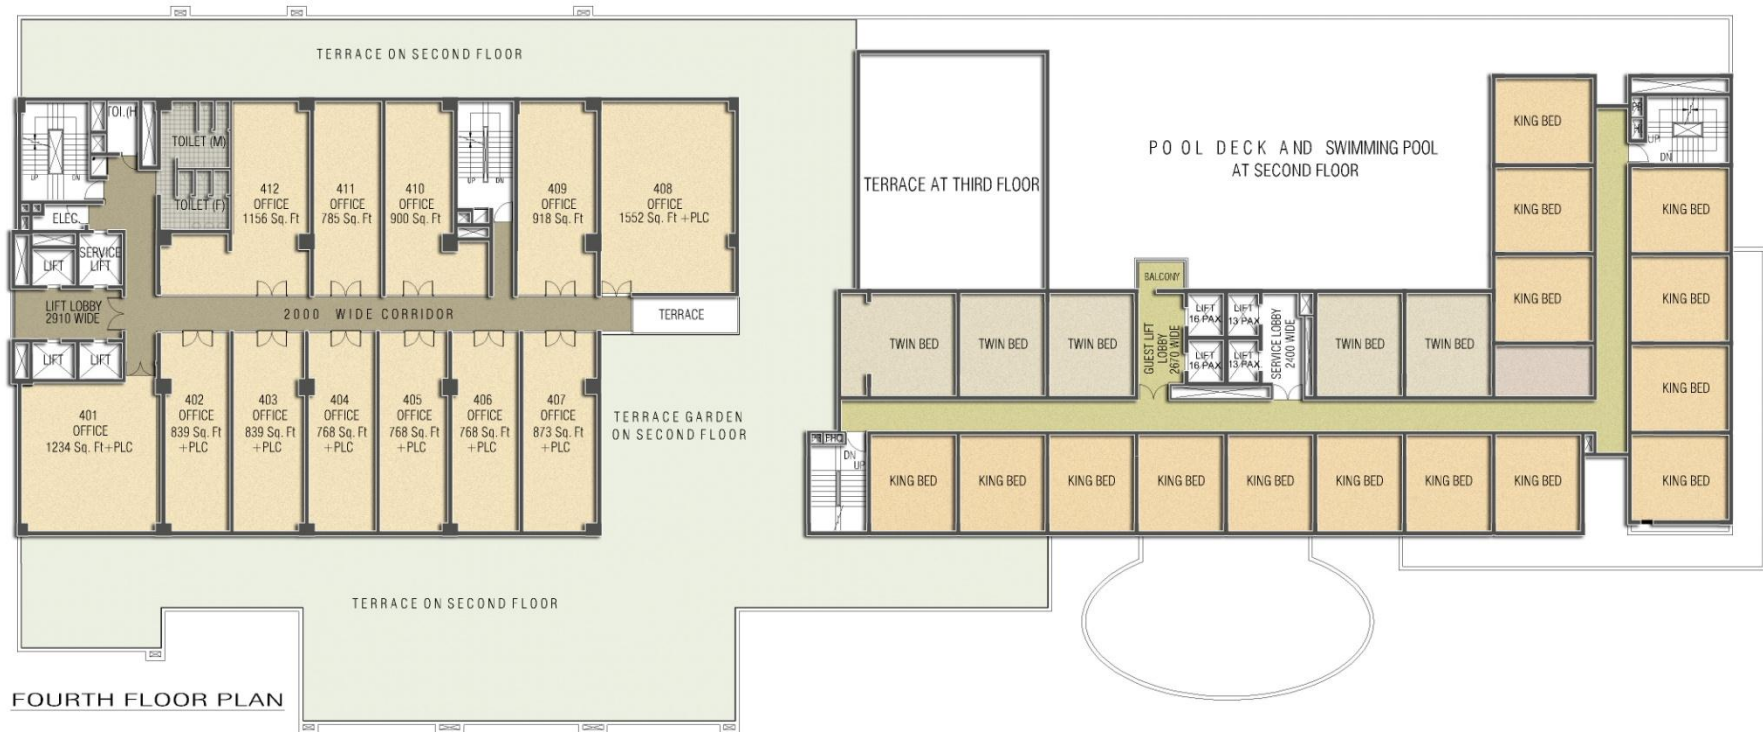 TERRACE ON SECOND FLOOR
TOI.(H
TOILET (M)
TOILET (F)
UP
DN
ELEC.
LIFT
SERVICE
LIFT
LIFT LOBBY
2910 WIDE
LIFT
LIFT
412
OFFICE
1156 Sq. Ft
411
OFFICE
785 Sq. Ft
410
OFFICE
900 Sq. Ft
UP
DN
409
OFFICE
918 Sq. Ft
408
OFFICE
1552 Sq. Ft +PLC
2000 WIDE CORRIDOR
TERRACE
401
OFFICE
1234 Sq. Ft+PLC
402
OFFICE
839 Sq. Ft
+PLC
403
OFFICE
839 Sq. Ft
+PLC
404
OFFICE
768 Sq. Ft
+PLC
405
OFFICE
768 Sq. Ft
+PLC
406
OFFICE
768 Sq. Ft
+PLC
407
OFFICE
873 Sq. Ft
+PLC
TERRACE GARDEN
ON SECOND FLOOR
TERRACE ON SECOND FLOOR
FOURTH FLOOR PLAN
TERRACE AT THIRD FLOOR
POOL DECK AND SWIMMING POOL
AT SECOND FLOOR
KING BED
KING BED
KING BED
UP
DN
KING BED
KING BED
KING BED
KING BED
BALCONY
TWIN BED
TWIN BED
TWIN BED
GUEST LIFT
LOBBY
2670 WIDE
LIFT
16 PAX
LIFT
13 PAX
LIFT
16 PAX
LIFT
13 PAX
SERVICE LOBBY
2400 WIDE
TWIN BED
TWIN BED
DN
UP
KING BED
KING BED
KING BED
KING BED
KING BED
KING BED
KING BED
KING BED